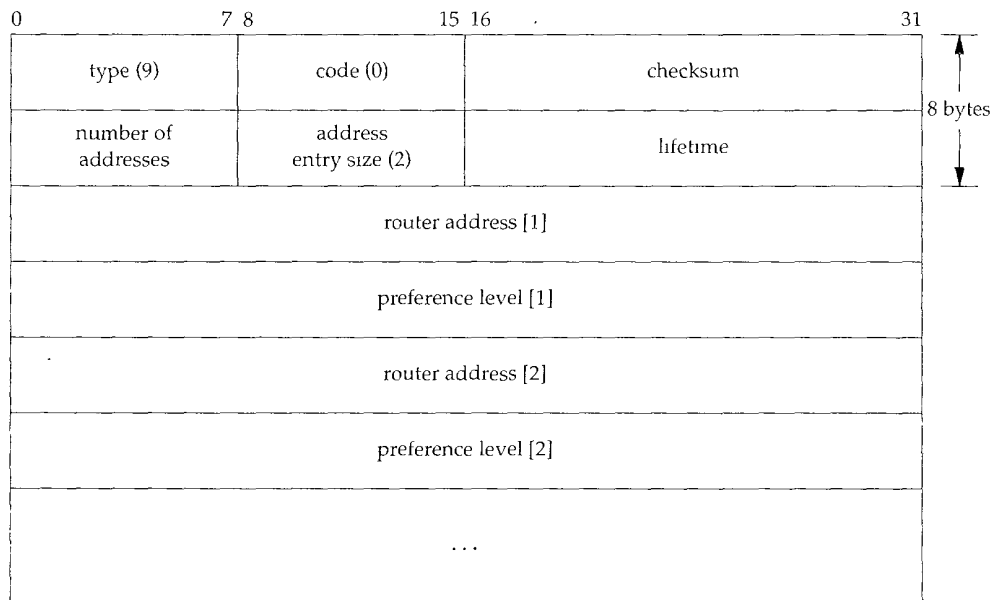 0 7 8 15 16 31
type (9) code (0) checksum
8 bytes
number of address lifetime
addresses entry size (2)
router address [1]
preference level [1]
router address [2]
preference level [2]
...